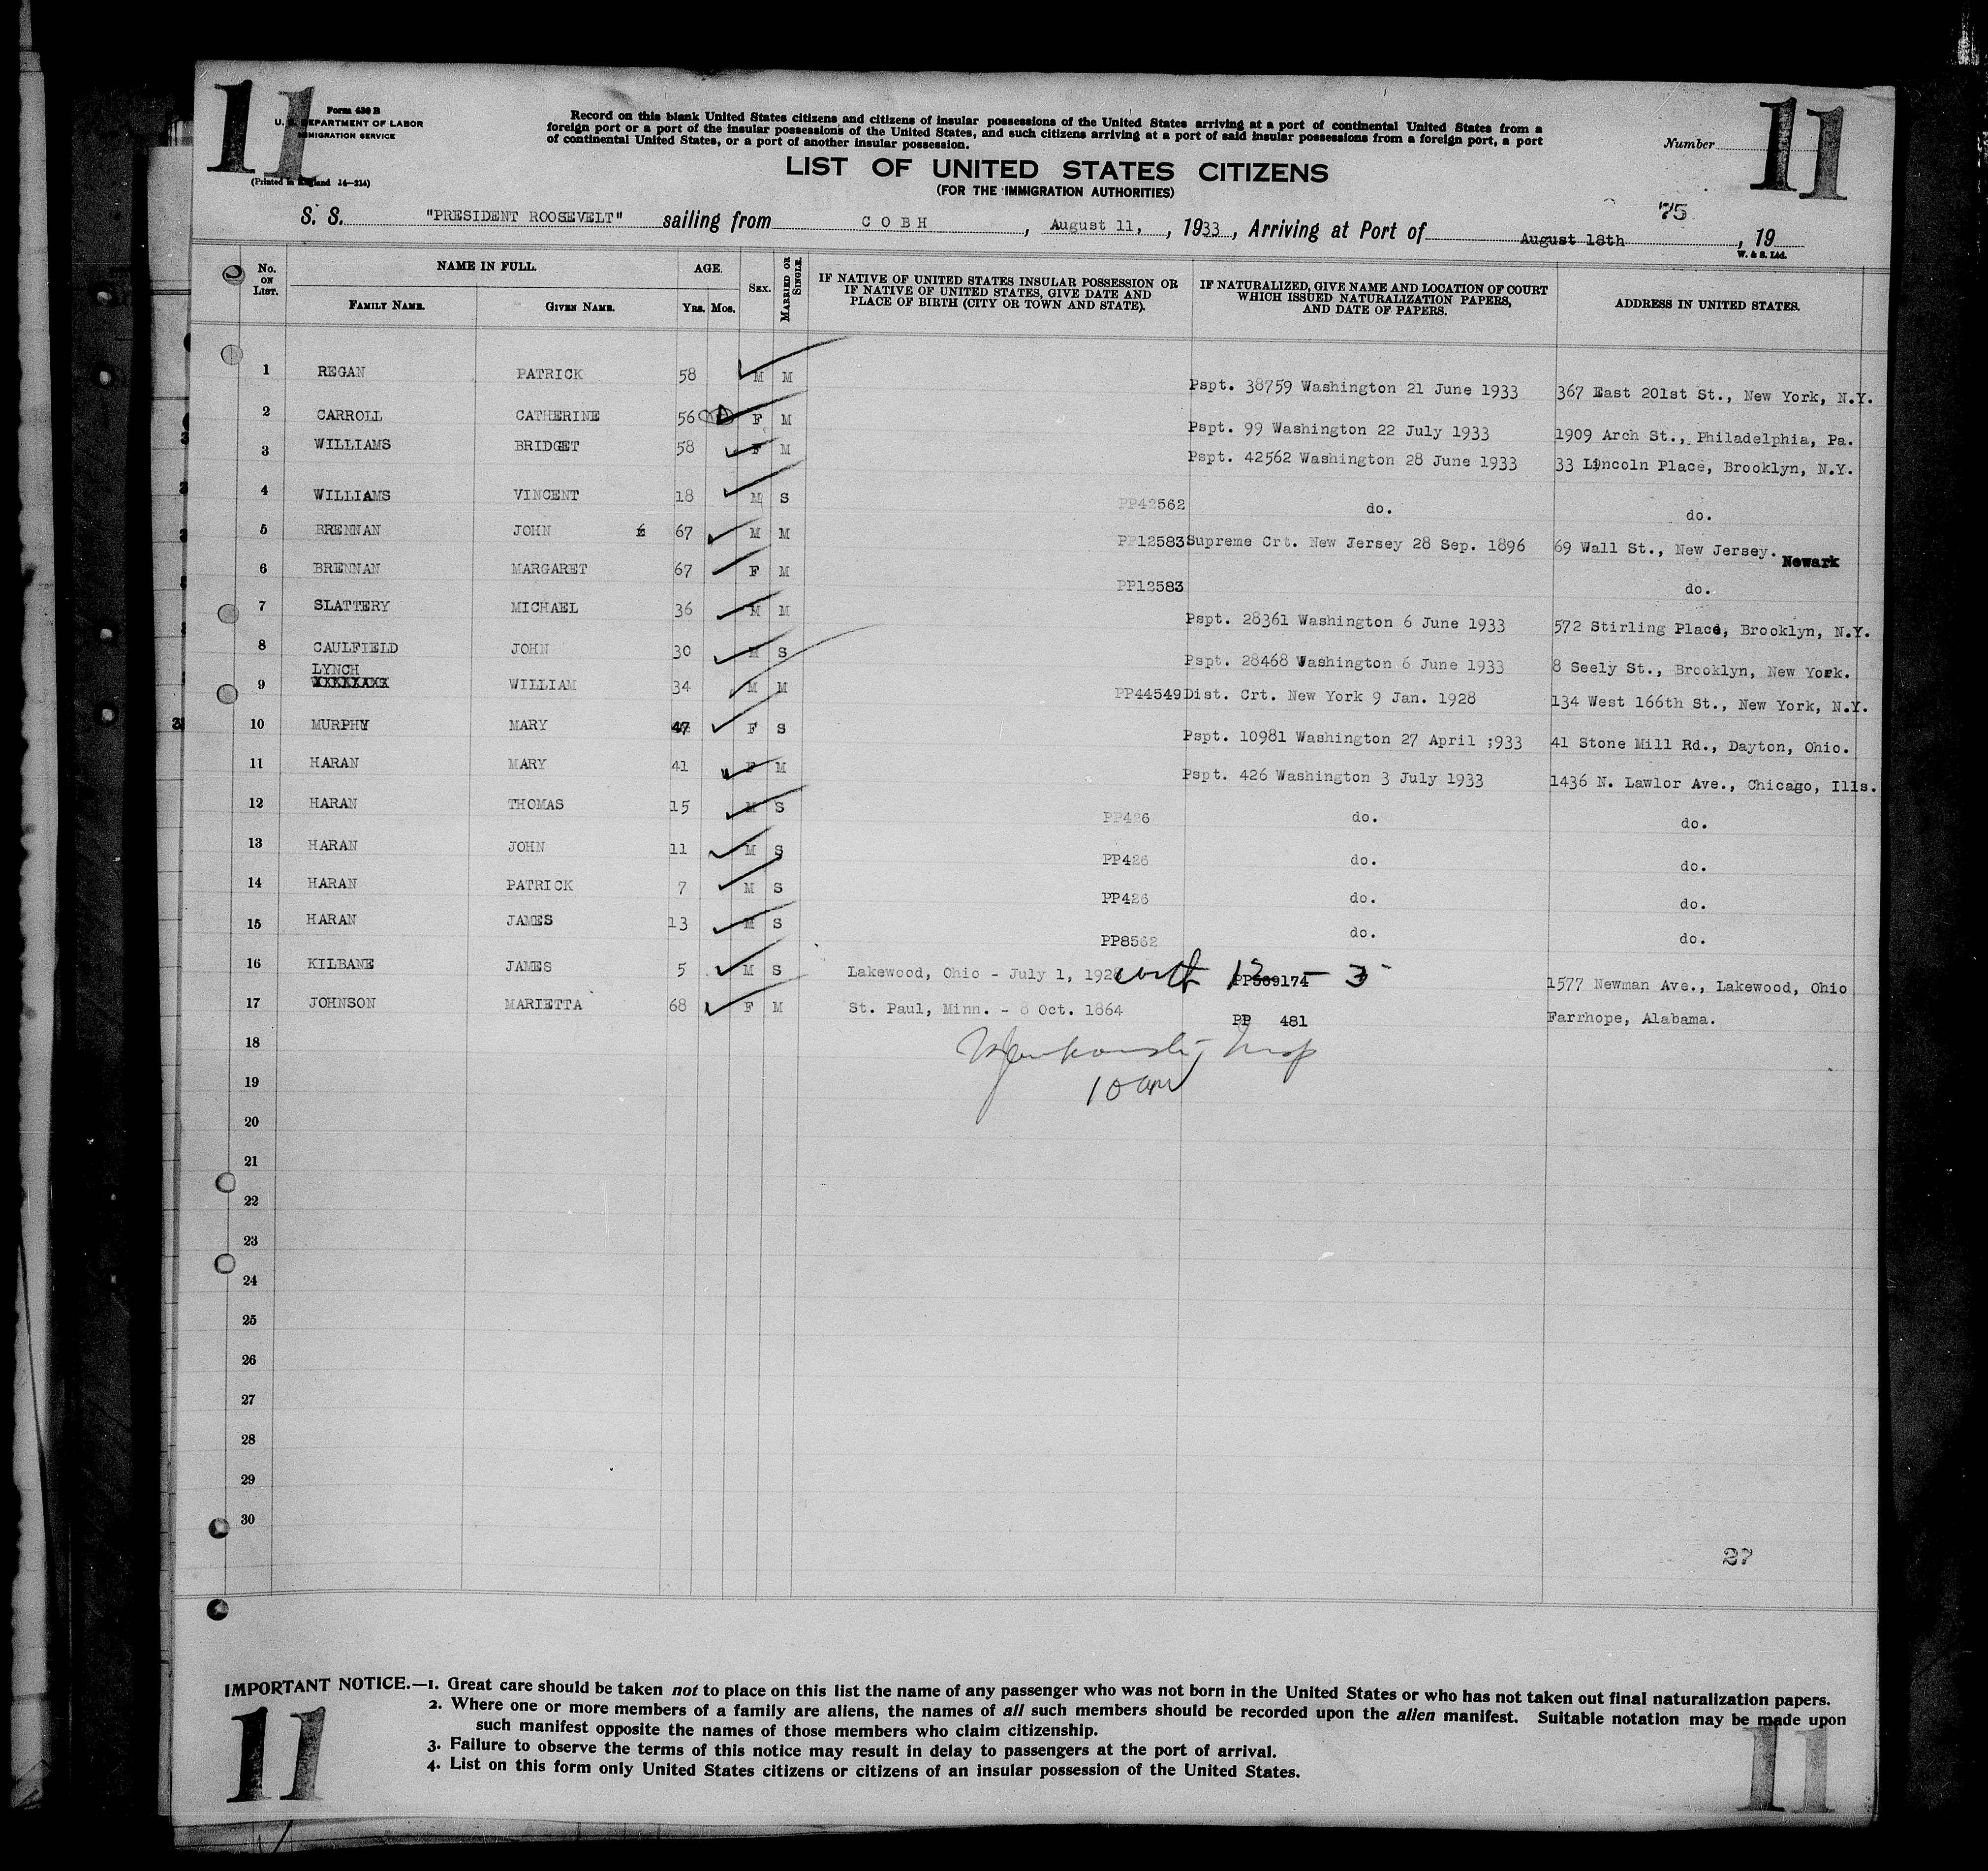 11 11
Form 630 B
U. S. DEPARTMENT OF LABOR
IMMIGRATION SERVICE
(Printed in England 14—214)
Record on this blank United States citizens and citizens of insular possessions of the United States arriving at a port of continental United States from a
foreign port or a port of the insular possessions of the United States, and such citizens arriving at a port of said insular possessions from a foreign port, a port
of continental United States, or a port of another insular possession.
Number
LIST OF UNITED STATES CITIZENS
(FOR THE IMMIGRATION AUTHORITIES)
75
S. S. "PRESIDENT ROOSEVELT" sailing from COBH, August 11, , 1933, Arriving at Port of August 18th, 19
W. & S. Ltd.
No. ON LIST. NAME IN FULL. FAMILY NAME. GIVEN NAME. AGE. YRS. MOS. SEX. MARRIED OR SINGLE. IF NATIVE OF UNITED STATES INSULAR POSSESSION OR IF NATIVE OF UNITED STATES, GIVE DATE AND PLACE OF BIRTH (CITY OR TOWN AND STATE). IF NATURALIZED, GIVE NAME AND LOCATION OF COURT WHICH ISSUED NATURALIZATION PAPERS, AND DATE OF PAPERS. ADDRESS IN UNITED STATES.
1 REGAN PATRICK 58 M M Pspt. 38759 Washington 21 June 1933 367 East 201st St., New York, N.Y.
2 CARROLL CATHERINE 56 F M Pspt. 99 Washington 22 July 1933 1909 Arch St., Philadelphia, Pa.
3 WILLIAMS BRIDGET 58 F M Pspt. 42562 Washington 28 June 1933 33 Lincoln Place, Brooklyn, N.Y.
4 WILLIAMS VINCENT 18 M S PP42562 do. do.
5 BRENNAN JOHN 67 M M PP12583 Supreme Crt. New Jersey 28 Sep. 1896 69 Wall St., New Jersey. Newark
6 BRENNAN MARGARET 67 F M PP12583 do.
7 SLATTERY MICHAEL 36 M M Pspt. 28361 Washington 6 June 1933 572 Stirling Place, Brooklyn, N.Y.
8 CAULFIELD JOHN 30 M S Pspt. 28468 Washington 6 June 1933 8 Seely St., Brooklyn, New York.
9 LYNCH WILLIAM 34 M M PP44549 Dist. Crt. New York 9 Jan. 1928 134 West 166th St., New York, N.Y.
10 MURPHY MARY 47 F S Pspt. 10981 Washington 27 April 1933 41 Stone Mill Rd., Dayton, Ohio.
11 HARAN MARY 41 F M Pspt. 426 Washington 3 July 1933 1436 N. Lawlor Ave., Chicago, Ills.
12 HARAN THOMAS 15 M S PP426 do. do.
13 HARAN JOHN 11 M S PP426 do. do.
14 HARAN PATRICK 7 M S PP426 do. do.
15 HARAN JAMES 13 M S PP8562 do. do.
16 KILBANE JAMES 5 M S Lakewood, Ohio - July 1, 1928 with 12 - 3 PP569174 1577 Newman Ave., Lakewood, Ohio
17 JOHNSON MARIETTA 68 F M St. Paul, Minn. - 8 Oct. 1864 PP 481 Farrhope, Alabama.
18 Insp
19 10 am
20
21
22
23
24
25
26
27
28
29
30
27
IMPORTANT NOTICE.—1. Great care should be taken not to place on this list the name of any passenger who was not born in the United States or who has not taken out final naturalization papers.
2. Where one or more members of a family are aliens, the names of all such members should be recorded upon the alien manifest. Suitable notation may be made upon
such manifest opposite the names of those members who claim citizenship.
3. Failure to observe the terms of this notice may result in delay to passengers at the port of arrival.
4. List on this form only United States citizens or citizens of an insular possession of the United States.
11 11